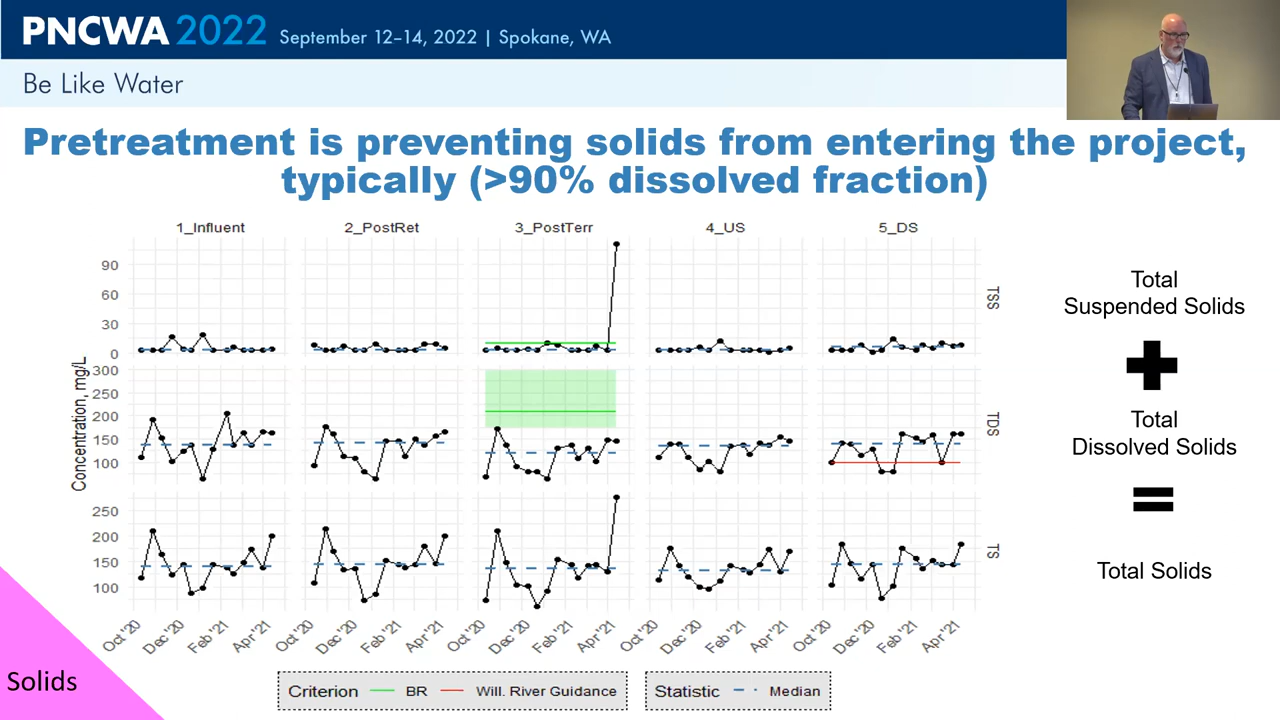 PNCWA 2022 September 12–14, 2022 | Spokane, WA
Be Like Water
Pretreatment is preventing solids from entering the project,
typically (>90% dissolved fraction)
1_Influent 2_PostRet 3_PostTerr 4_US 5_DS
90
60
30
0
TSS
300
250
200
150
100
TDS
250
200
150
100
TS
Concentration, mg/L
Oct '20 Dec '20 Feb '21 Apr '21 Oct '20 Dec '20 Feb '21 Apr '21 Oct '20 Dec '20 Feb '21 Apr '21 Oct '20 Dec '20 Feb '21 Apr '21 Oct '20 Dec '20 Feb '21 Apr '21
Criterion BR Will. River Guidance Statistic Median
Total
Suspended Solids
+
Total
Dissolved Solids
=
Total Solids
Solids